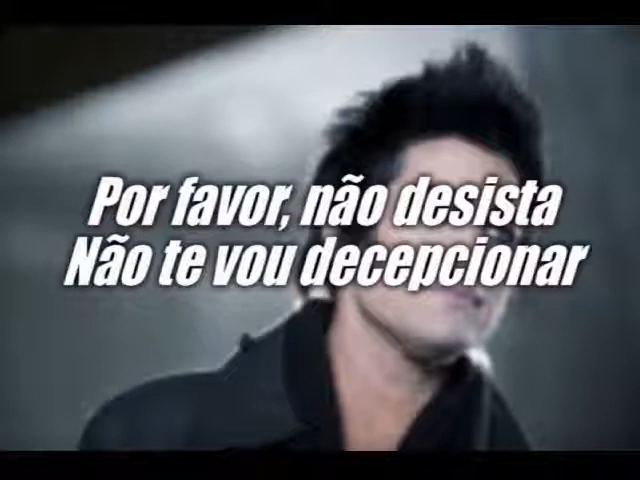 Por favor, não desista
Não te vou decepcionar